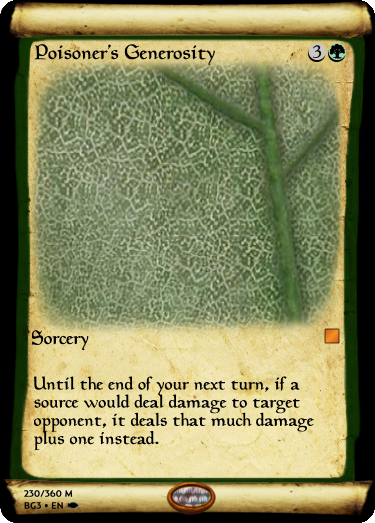 Poisoner's Generosity 3
Sorcery
Until the end of your next turn, if a
source would deal damage to target
opponent, it deals that much damage
plus one instead.
230/360 M
BG3 • EN